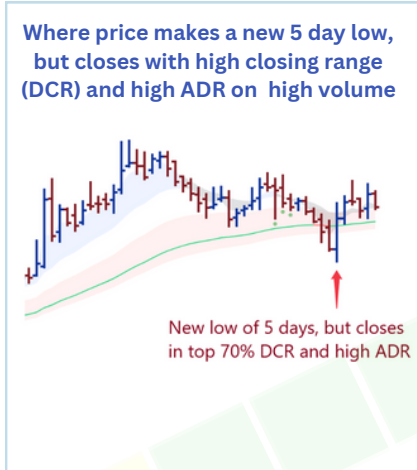 Where price makes a new 5 day low,
but closes with high closing range
(DCR) and high ADR on  high volume
New low of 5 days, but closes
in top 70% DCR and high ADR